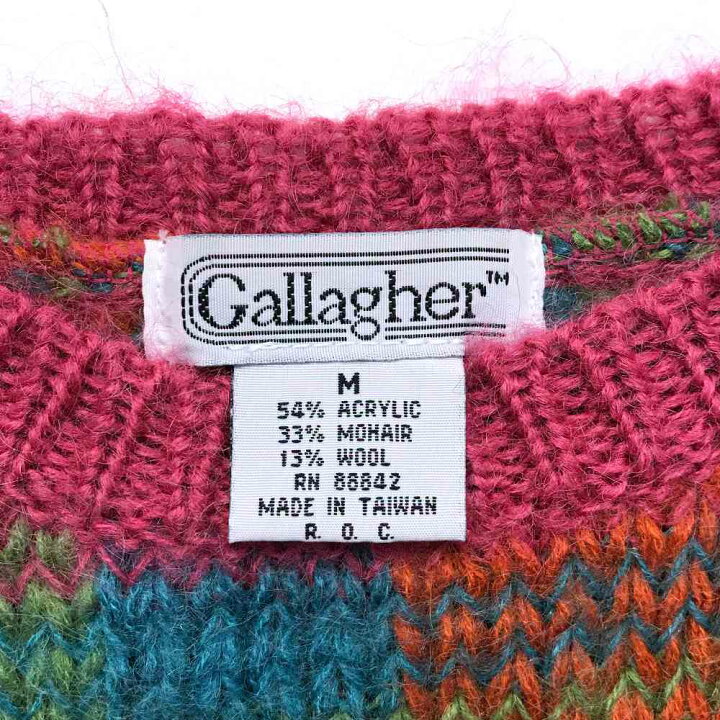 Gallagher™
M
54% ACRYLIC
33% MOHAIR
13% WOOL
RN 86842
MADE IN TAIWAN
R. O. C.